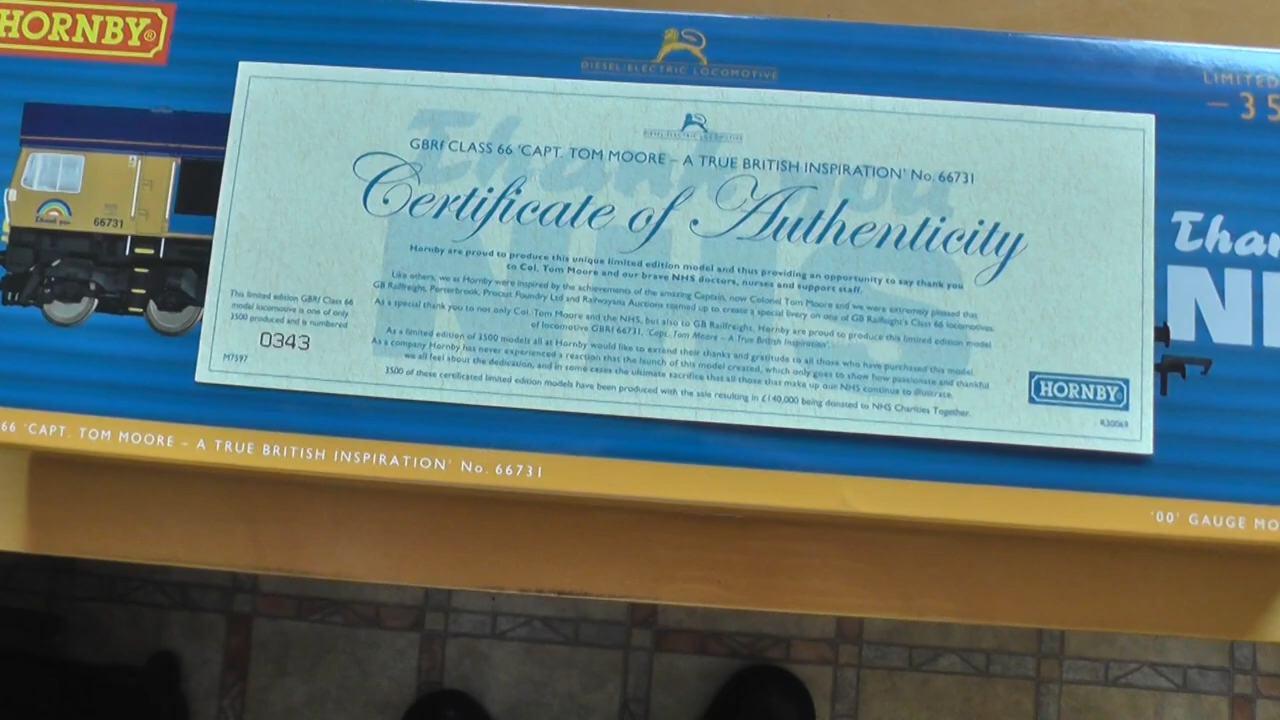 HORNBY®
DIESEL-ELECTRIC LOCOMOTIVE
LIMITED
- 35
Thank you
66731
Thank you
DIESEL-ELECTRIC LOCOMOTIVE
GBRf CLASS 66 'CAPT. TOM MOORE – A TRUE BRITISH INSPIRATION' No. 66731
Certificate of Authenticity
Hornby are proud to produce this unique limited edition model and thus providing an opportunity to say thank you
to Col. Tom Moore and our brave NHS doctors, nurses and support staff.
Like others, we at Hornby were inspired by the achievements of the amazing Captain, now Colonel Tom Moore and we were extremely pleased that
GB Railfreight, Porterbrook, Procast Foundry Ltd and Railwayana Auctions teamed up to create a special livery on one of GB Railfreight's Class 66 locomotives.
As a special thank you to not only Col. Tom Moore and the NHS, but also to GB Railfreight, Hornby are proud to produce this limited edition model
of locomotive GBRf 66731, 'Capt. Tom Moore – A True British Inspiration'.
As a limited edition of 3500 models all at Hornby would like to extend their thanks and gratitude to all those who have purchased this model.
As a company Hornby has never experienced a reaction that the launch of this model created, which only goes to show how passionate and thankful
we all feel about the dedication, and in some cases the ultimate sacrifice that all those that make up our NHS continue to illustrate.
3500 of these certificated limited edition models have been produced with the sale resulting in £140,000 being donated to NHS Charities Together.
This limited edition GBRf Class 66
model locomotive is one of only
3500 produced and is numbered
0343
M7597
NHS
HORNBY®
R30069
Than
NH
66 'CAPT. TOM MOORE – A TRUE BRITISH INSPIRATION' No. 66731
'00' GAUGE MO